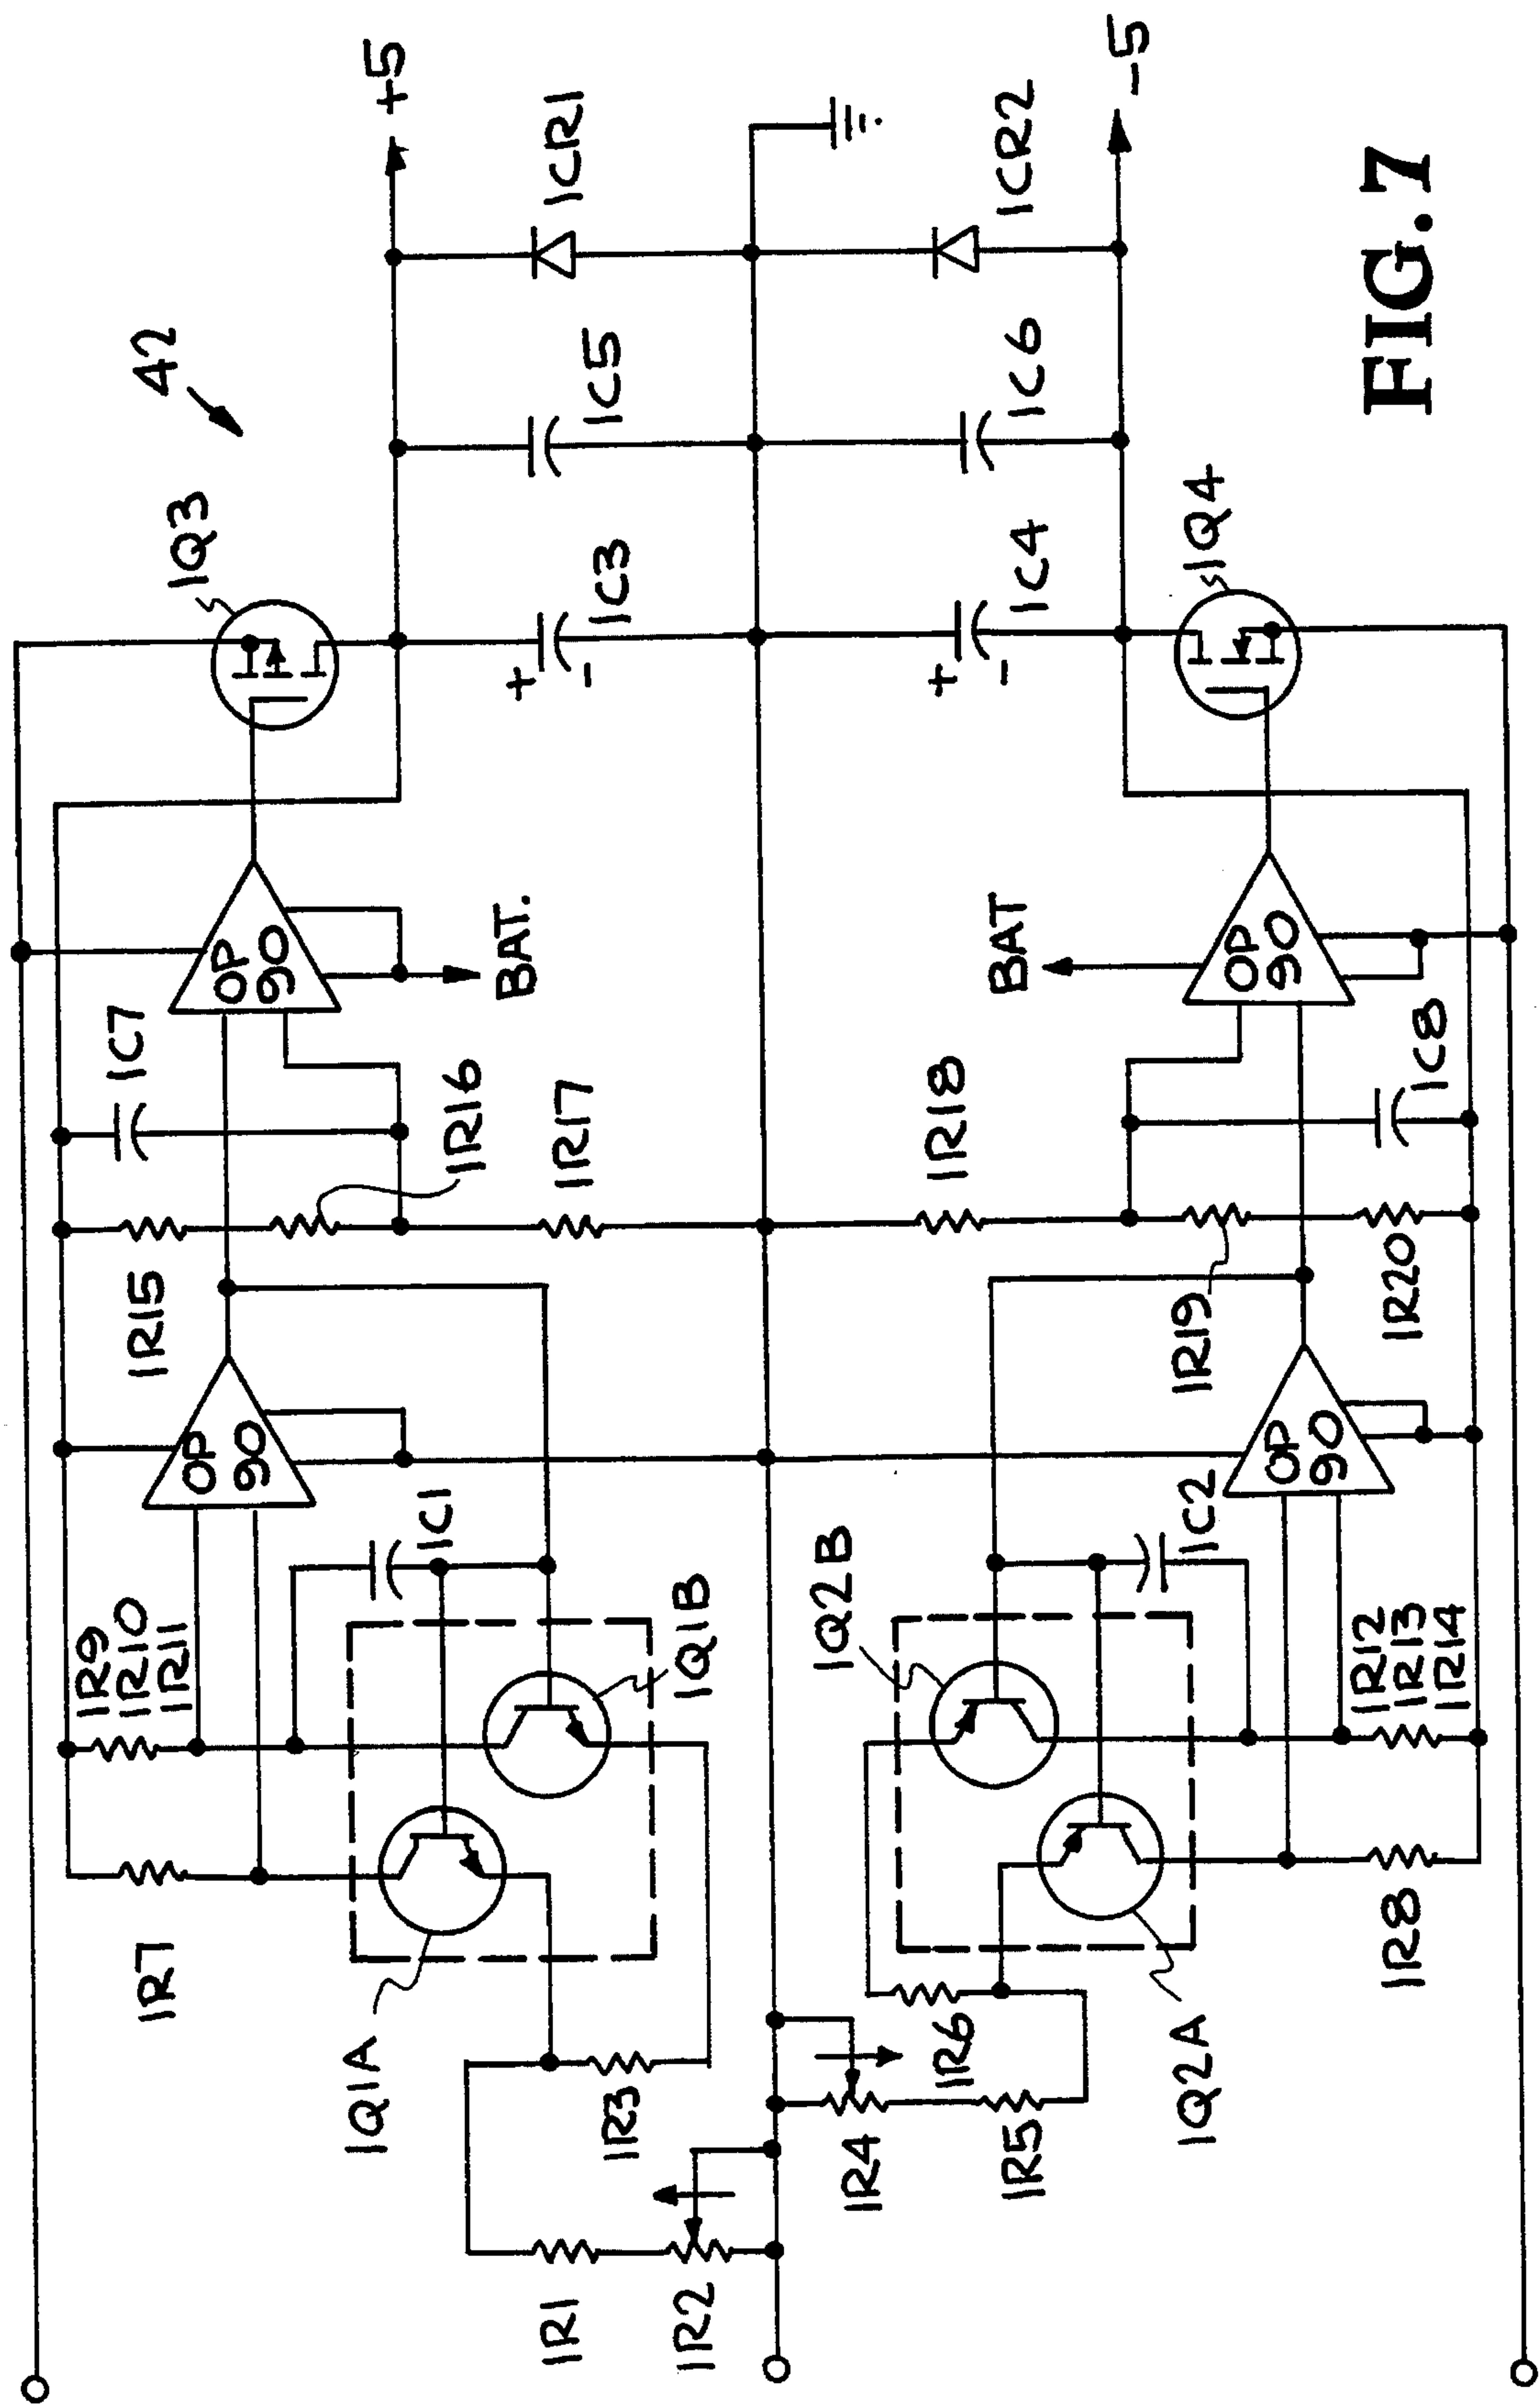 42
+5
1Q3
1C5
1CR1
1C3
OP
90
BAT.
1C7
1R16
1R17
1R15
OP
90
1C1
1R9
1R10
1R11
1R7
1Q1A
1Q1B
1R3
1R1
1R2
-5
1CR2
1C6
1C4
1Q4
+
-
+
-
BAT
OP
90
1R18
1C8
1R19
1R20
OP
90
1Q2B
1C2
1R12
1R13
1R14
1R8
1R6
1R4
1R5
1Q2A
FIG. 7